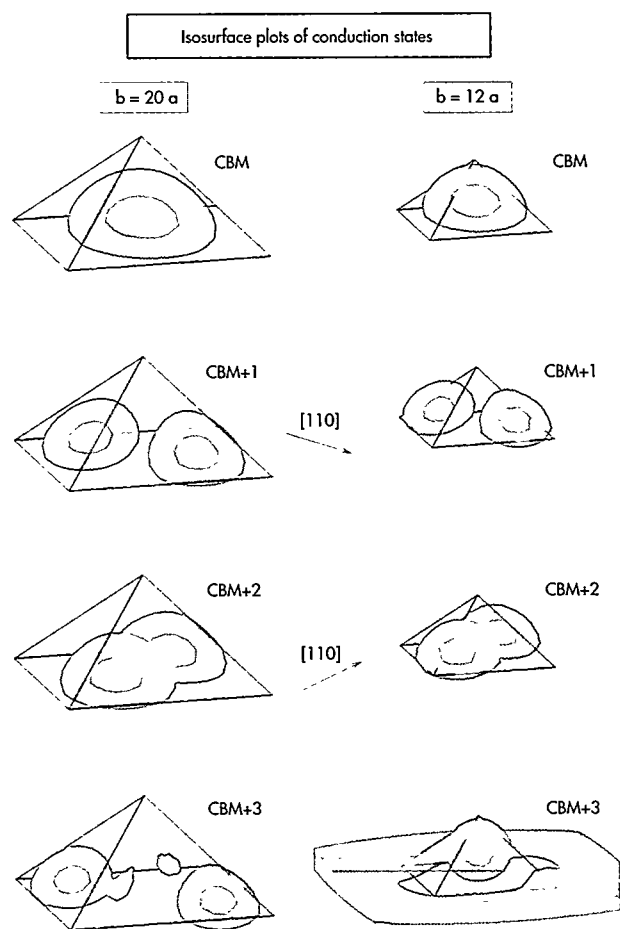 Isosurface plots of conduction states
b = 20 a
b = 12 a
CBM
CBM
CBM+1
CBM+1
[110]
CBM+2
CBM+2
[110]
CBM+3
CBM+3